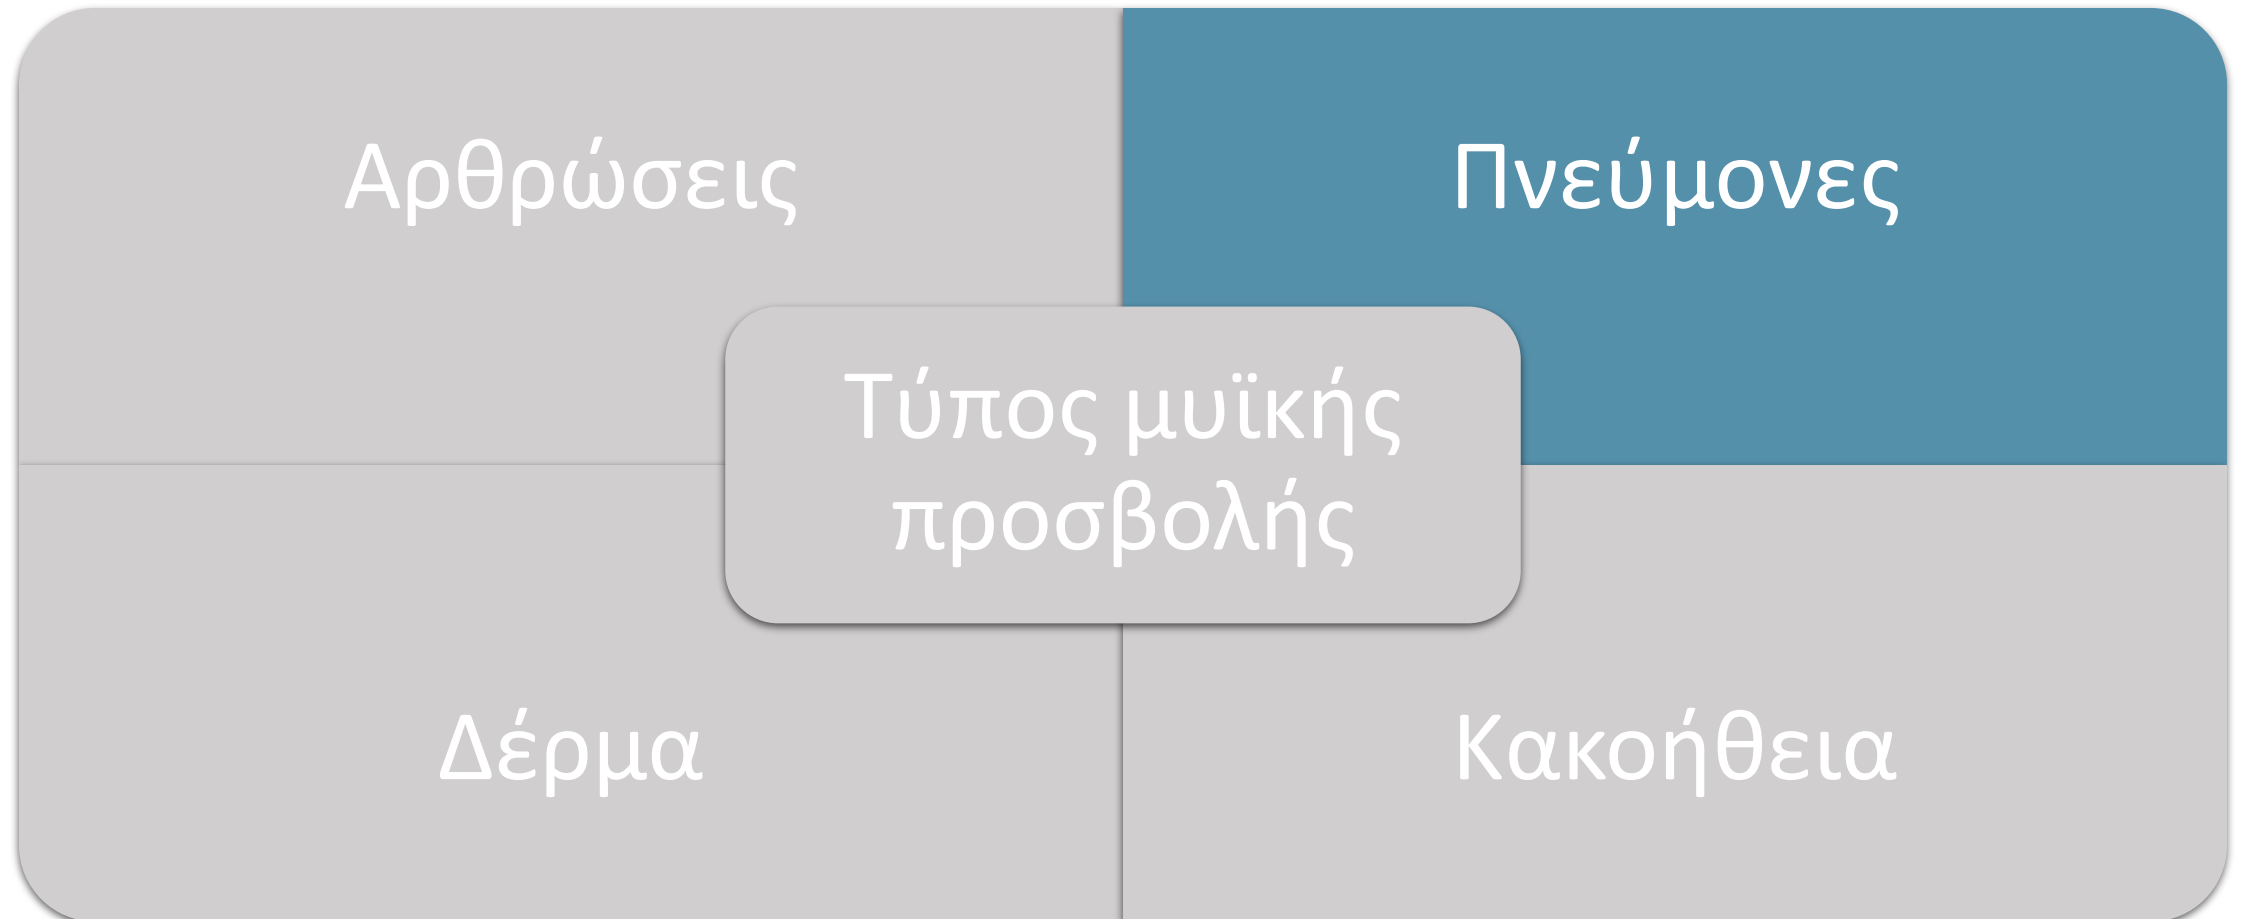 Αρθρώσεις
Πνεύμονες
Τύπος μυϊκής
προσβολής
Δέρμα
Κακοήθεια